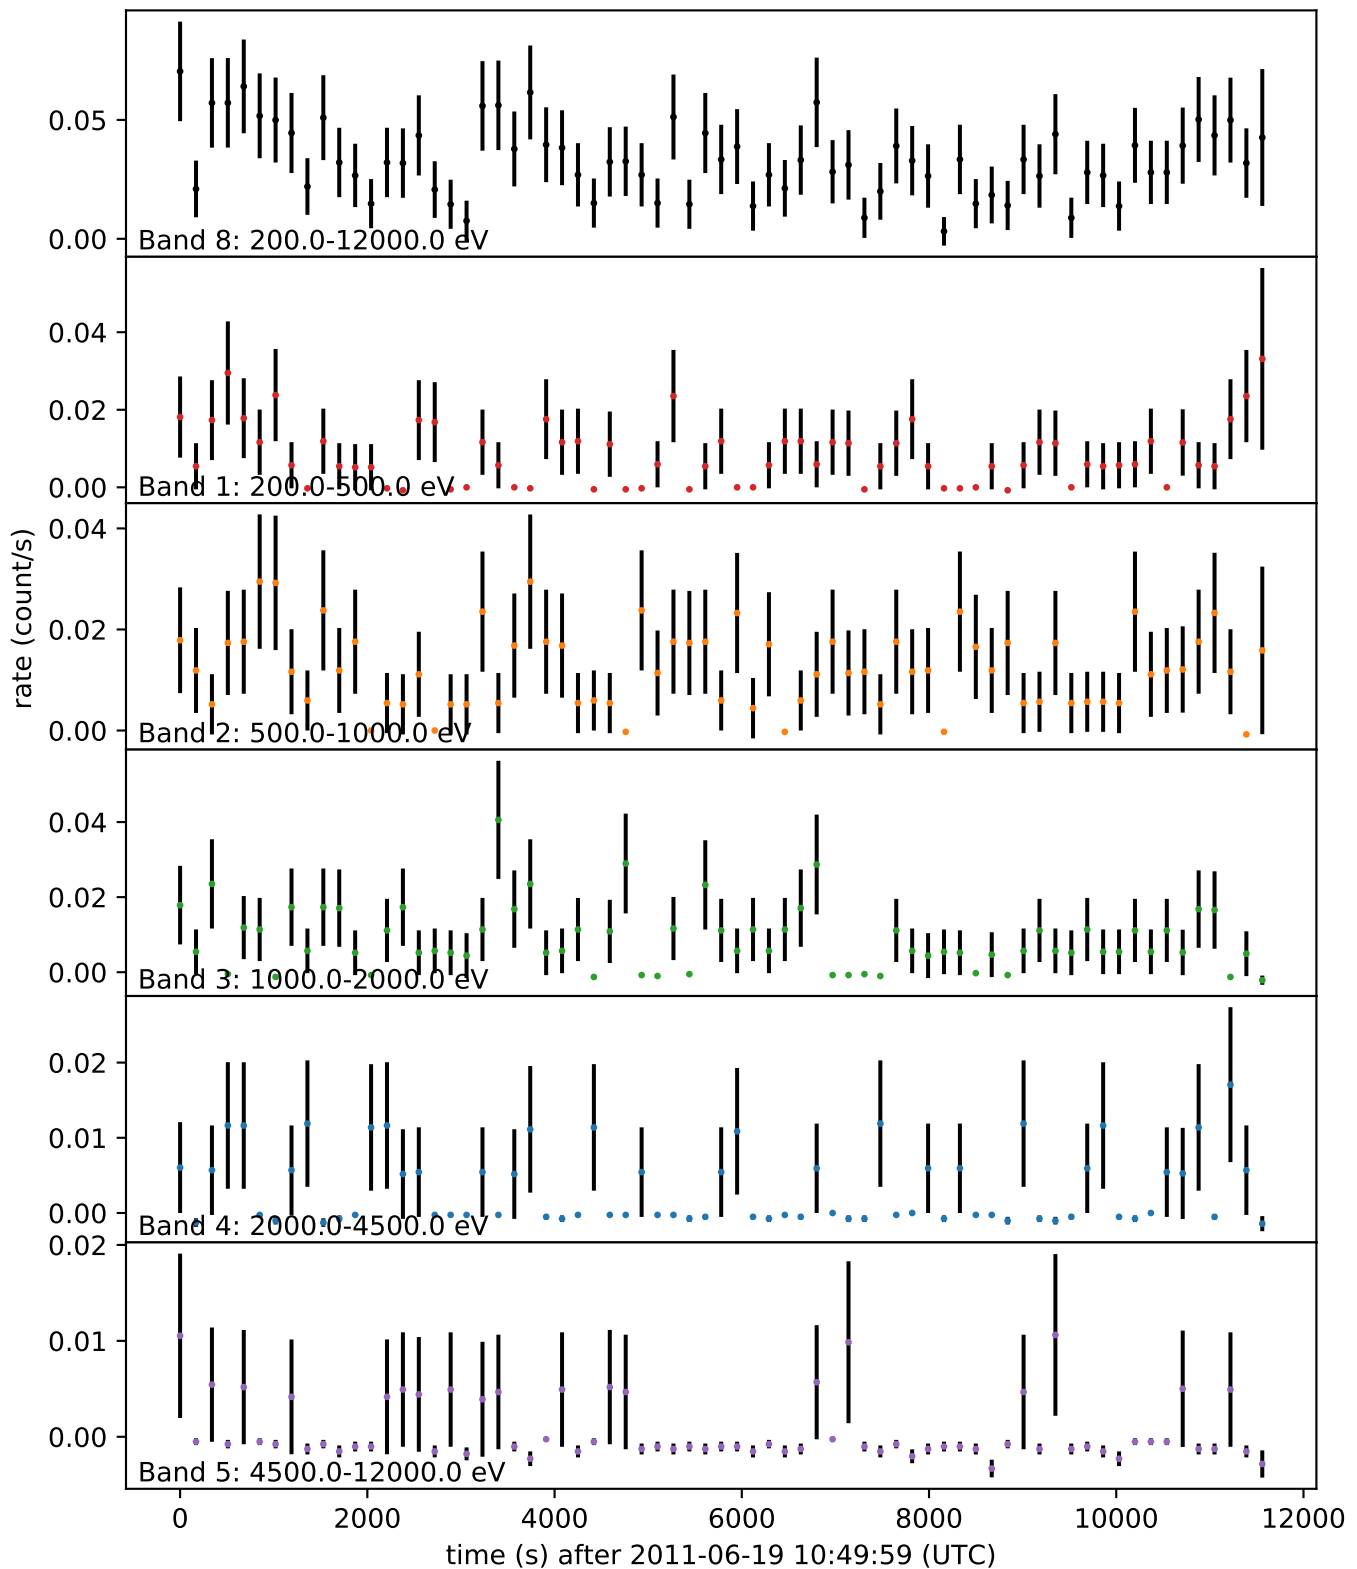 0.05
0.00
Band 8: 200.0-12000.0 eV
0.04
0.02
0.00
Band 1: 200.0-500.0 eV
0.04
0.02
0.00
Band 2: 500.0-1000.0 eV
rate (count/s)
0.04
0.02
0.00
Band 3: 1000.0-2000.0 eV
0.02
0.01
0.00
Band 4: 2000.0-4500.0 eV
0.02
0.01
0.00
Band 5: 4500.0-12000.0 eV
0 2000 4000 6000 8000 10000 12000
time (s) after 2011-06-19 10:49:59 (UTC)